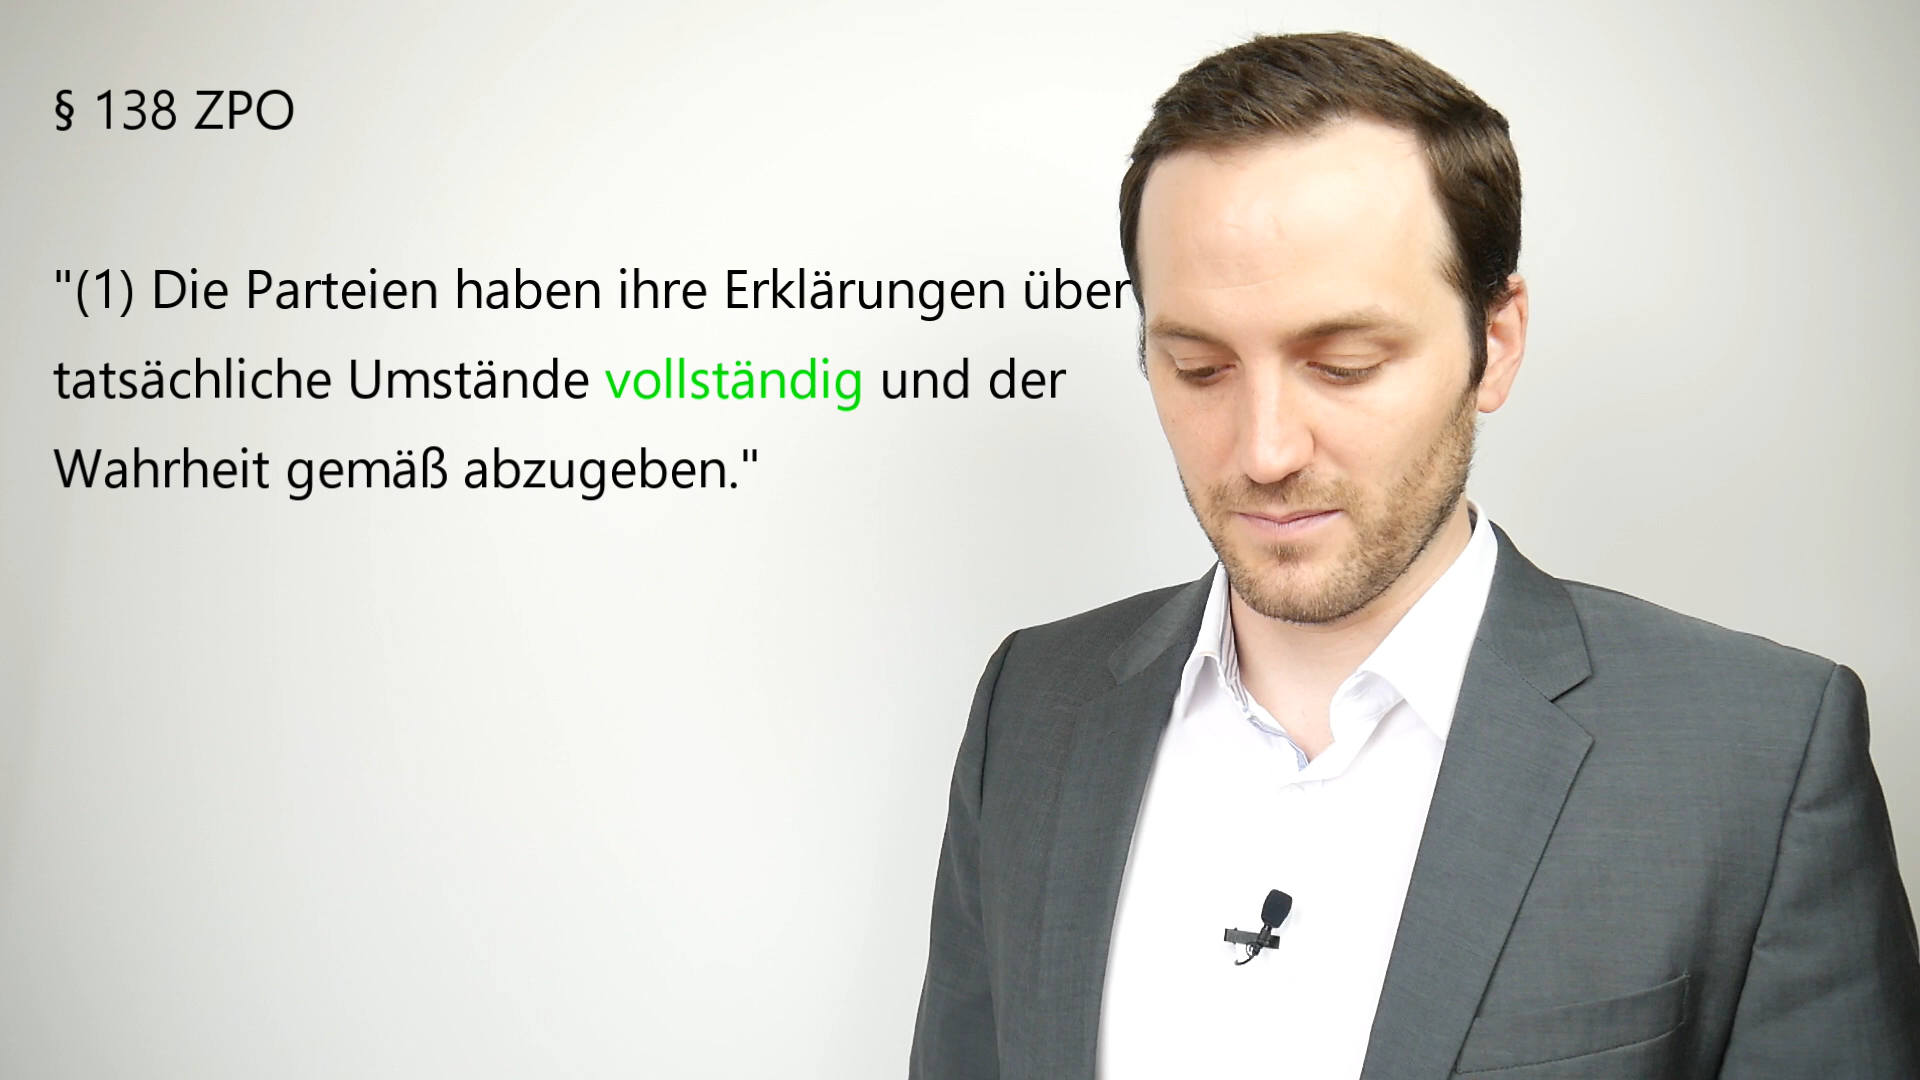 § 138 ZPO
"(1) Die Parteien haben ihre Erklärungen über
tatsächliche Umstände vollständig und der
Wahrheit gemäß abzugeben."